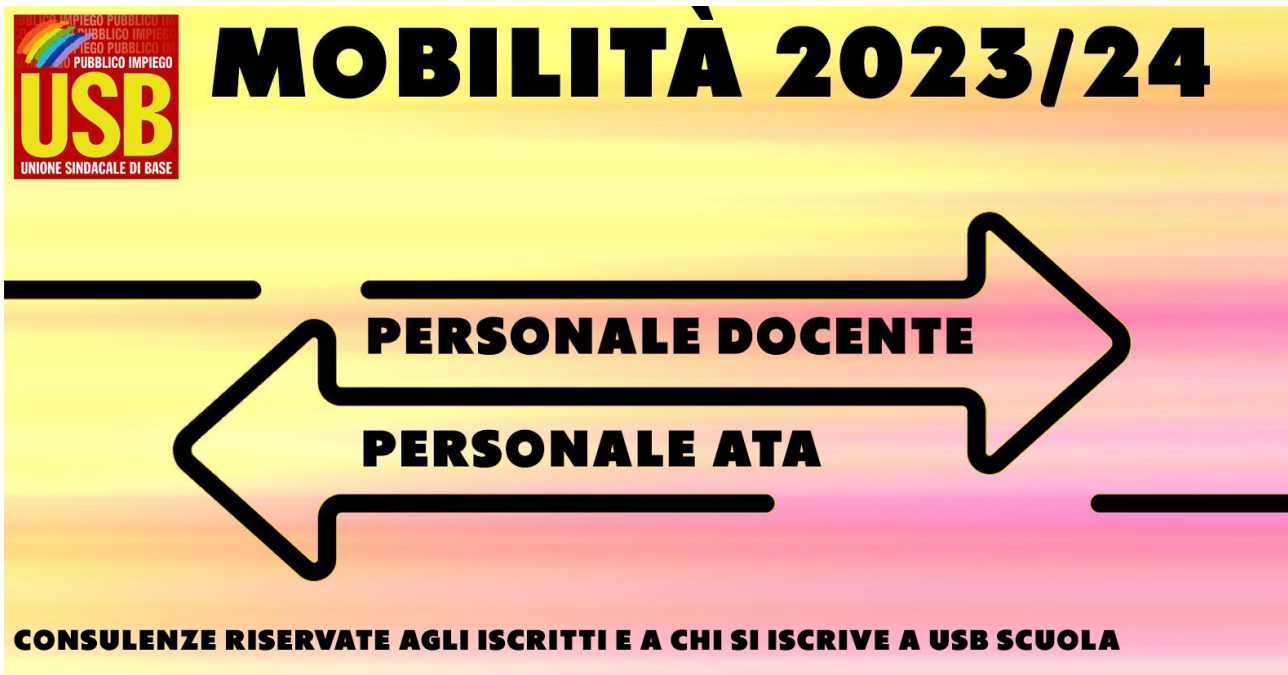 PUBBLICO IMPIEGO
USB
UNIONE SINDACALE DI BASE
MOBILITÀ 2023/24
PERSONALE DOCENTE
PERSONALE ATA
CONSULENZE RISERVATE AGLI ISCRITTI E A CHI SI ISCRIVE A USB SCUOLA